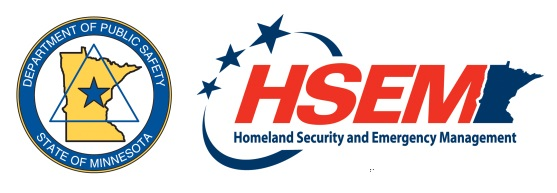 DEPARTMENT OF PUBLIC SAFETY
STATE OF MINNESOTA
HSEM
Homeland Security and Emergency Management